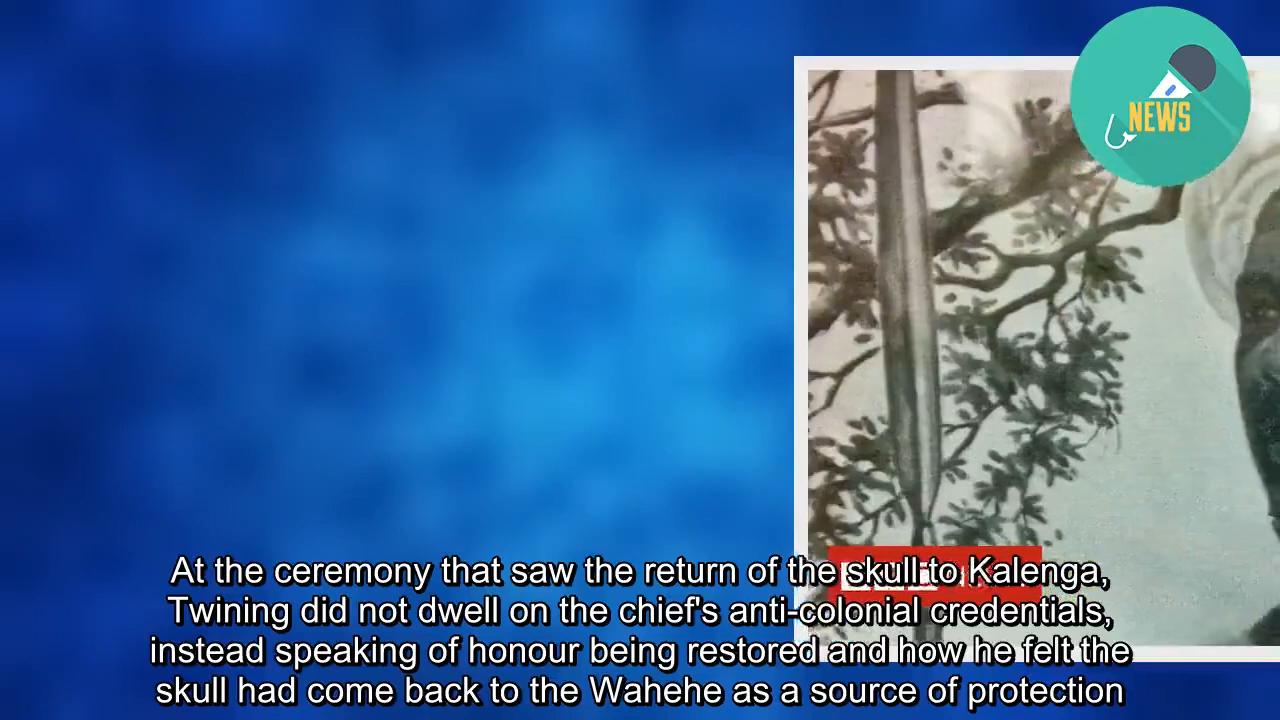 NEWS
At the ceremony that saw the return of the skull to Kalenga,
Twining did not dwell on the chief's anti-colonial credentials,
instead speaking of honour being restored and how he felt the
skull had come back to the Wahehe as a source of protection